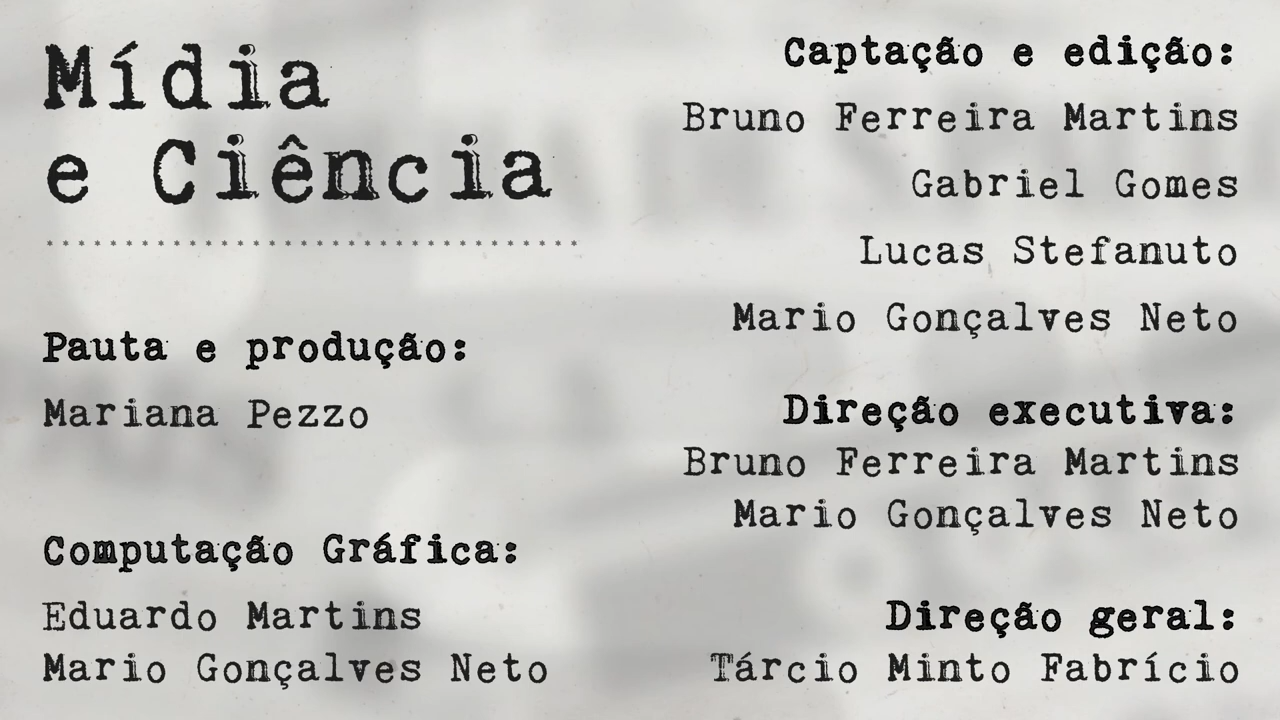 Mídia
e Ciência
Pauta e produção:
Mariana Pezzo
Computação Gráfica:
Eduardo Martins
Mario Gonçalves Neto
Captação e edição:
Bruno Ferreira Martins
Gabriel Gomes
Lucas Stefanuto
Mario Gonçalves Neto
Direção executiva:
Bruno Ferreira Martins
Mario Gonçalves Neto
Direção geral:
Tárcio Minto Fabrício